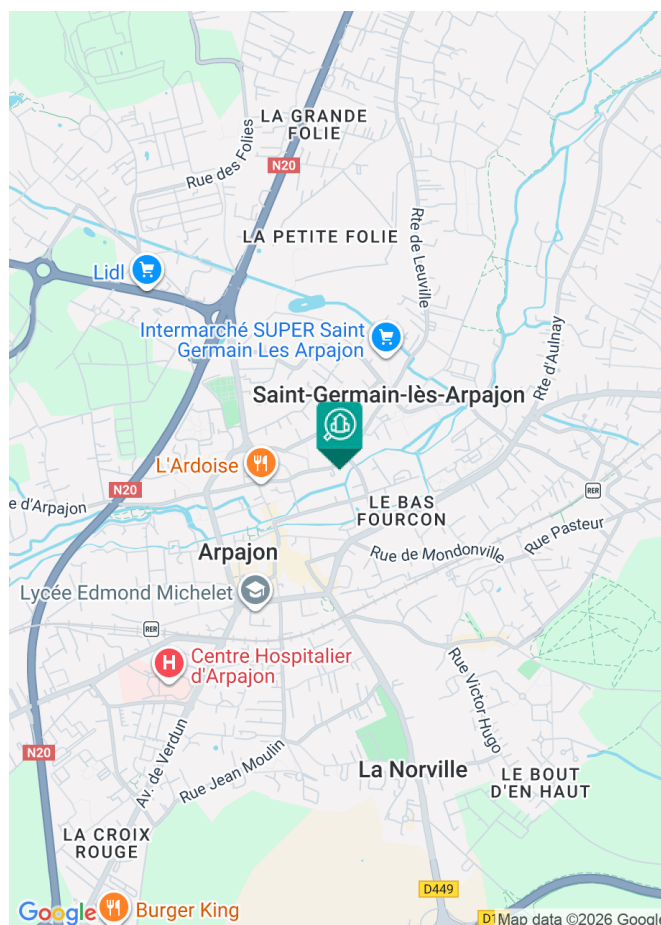 LA GRANDE
FOLIE
Rue des Folies
N20
Rte de Leuville
LA PETITE FOLIE
Lidl
Intermarché SUPER Saint
Germain Les Arpajon
Rte d'Aulnay
Saint-Germain-lès-Arpajon
L'Ardoise
N20
RER
e d'Arpajon
LE BAS
FOURCON
Rue Pasteur
Arpajon
Rue de Mondonville
Lycée Edmond Michelet
RER
Centre Hospitalier
d'Arpajon
Rue Victor Hugo
N20
Av. de Verdun
Rue Jean Moulin
La Norville
LE BOUT
D'EN HAUT
LA CROIX
ROUGE
D449
Google
Burger King
D1
Map data ©2026 Google